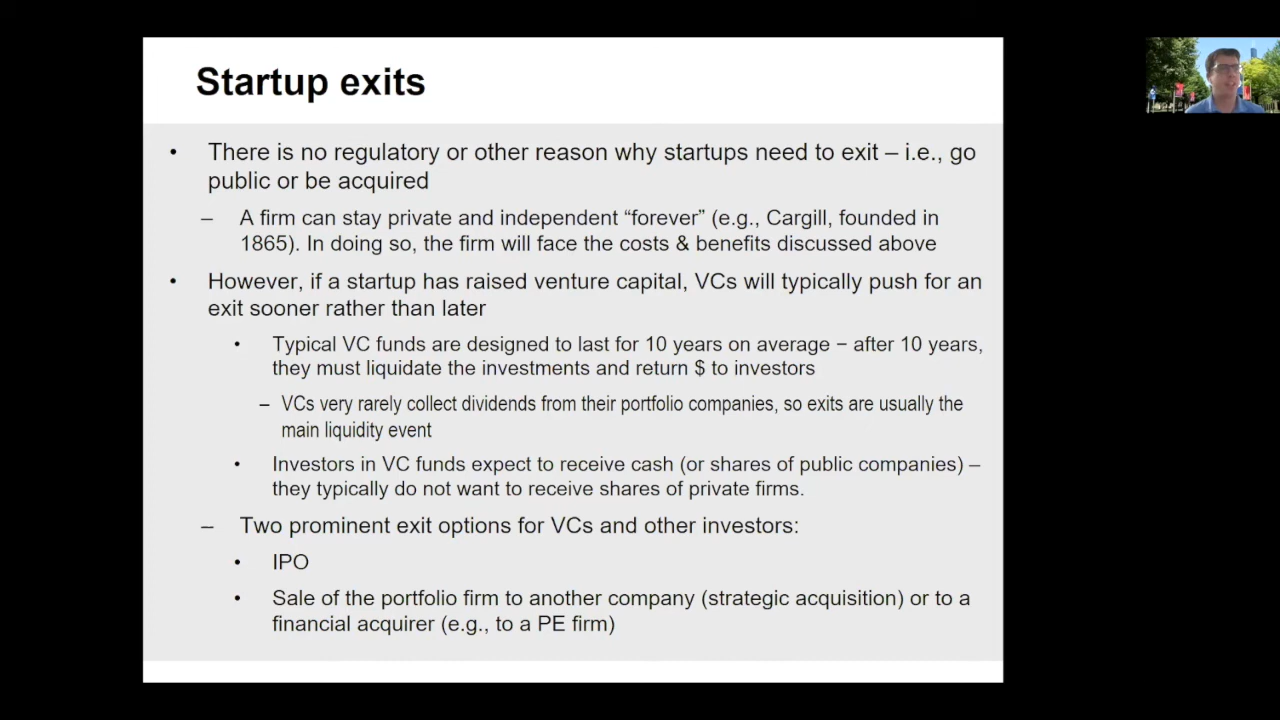 Startup exits
• There is no regulatory or other reason why startups need to exit – i.e., go
public or be acquired
– A firm can stay private and independent “forever” (e.g., Cargill, founded in
1865). In doing so, the firm will face the costs & benefits discussed above
• However, if a startup has raised venture capital, VCs will typically push for an
exit sooner rather than later
• Typical VC funds are designed to last for 10 years on average − after 10 years,
they must liquidate the investments and return $ to investors
– VCs very rarely collect dividends from their portfolio companies, so exits are usually the
main liquidity event
• Investors in VC funds expect to receive cash (or shares of public companies) –
they typically do not want to receive shares of private firms.
– Two prominent exit options for VCs and other investors:
• IPO
• Sale of the portfolio firm to another company (strategic acquisition) or to a
financial acquirer (e.g., to a PE firm)